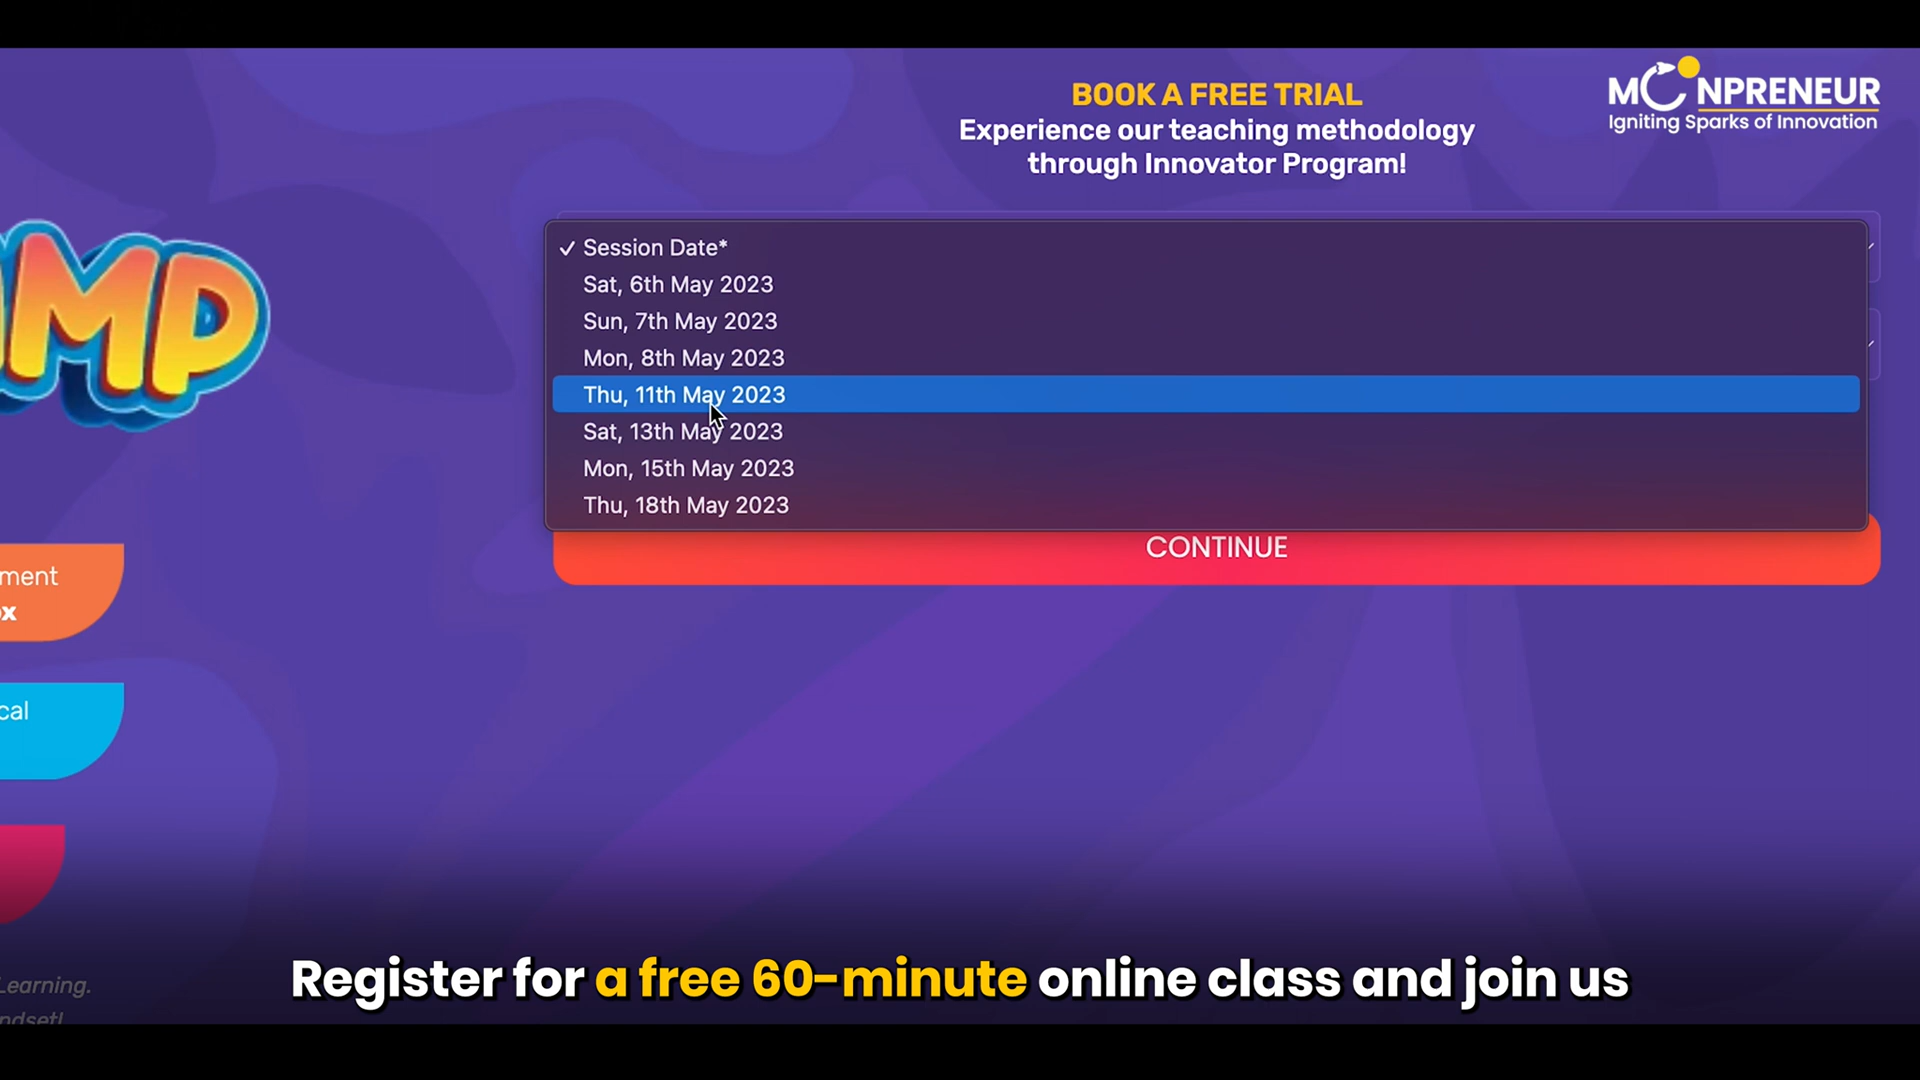 BOOK A FREE TRIAL
Experience our teaching methodology
through Innovator Program!
MOONPRENEUR
Igniting Sparks of Innovation
✓ Session Date*
Sat, 6th May 2023
Sun, 7th May 2023
Mon, 8th May 2023
Thu, 11th May 2023
Sat, 13th May 2023
Mon, 15th May 2023
Thu, 18th May 2023
CONTINUE
AMP
ment
ox
cal
Learning.
ndset!
Register for a free 60-minute online class and join us